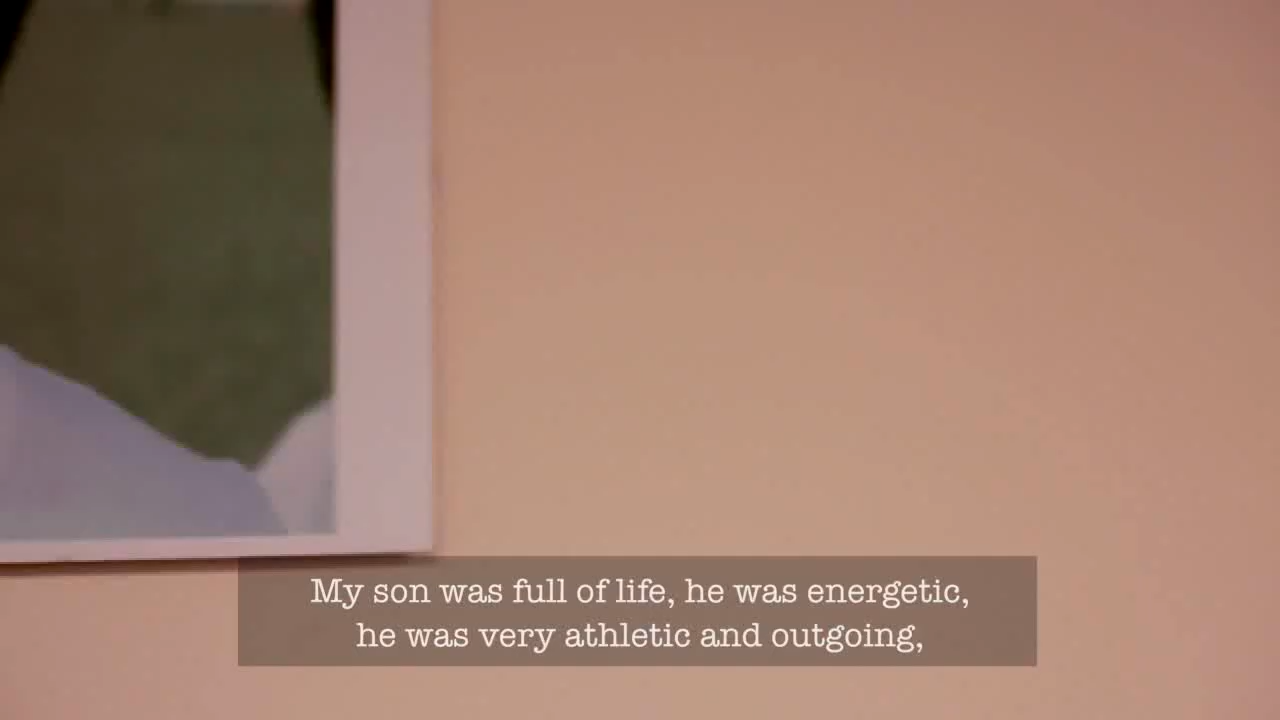 My son was full of life, he was energetic,
he was very athletic and outgoing,